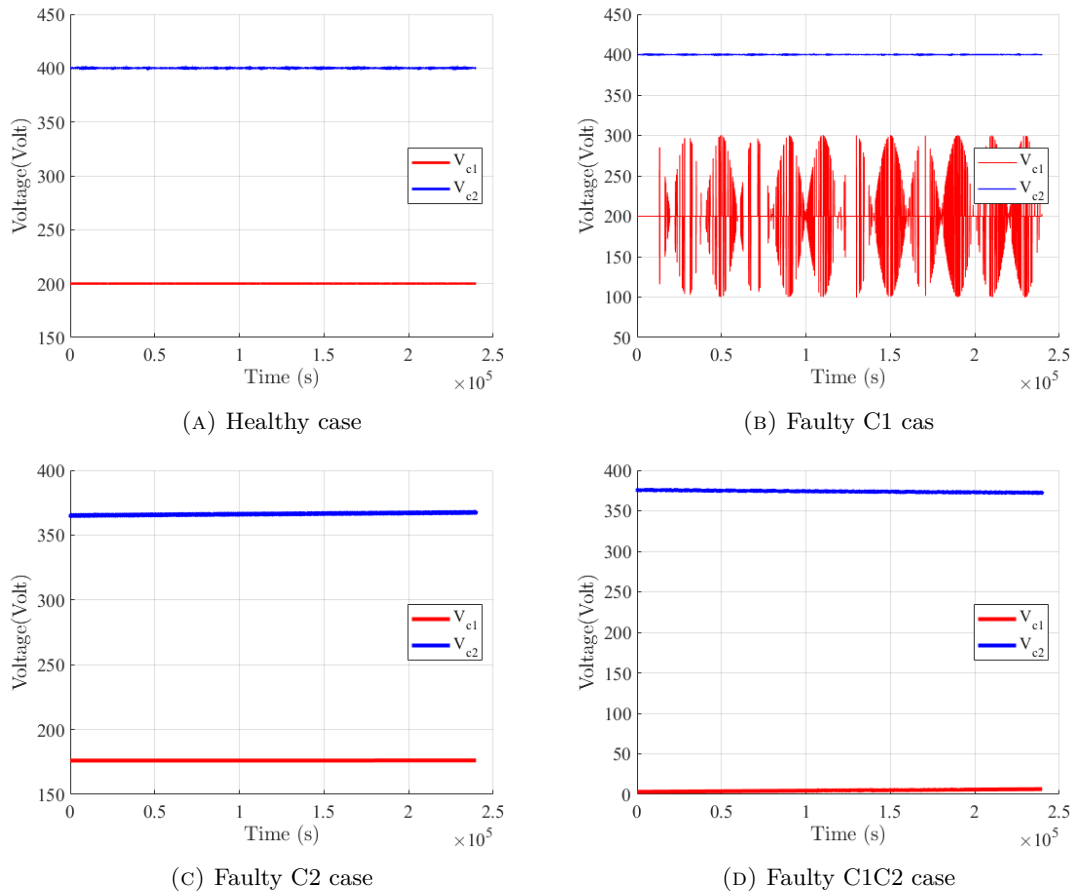 450
400
350
300
250
200
150
Voltage(Volt)
V_c1
V_c2
0 0.5 1 1.5 2 2.5
Time (s)
×10^5
(A) Healthy case
450
400
350
300
250
200
150
100
50
Voltage(Volt)
V_c1
V_c2
0 0.5 1 1.5 2 2.5
Time (s)
×10^5
(B) Faulty C1 cas
400
350
300
250
200
150
Voltage(Volt)
V_c1
V_c2
0 0.5 1 1.5 2 2.5
Time (s)
×10^5
(C) Faulty C2 case
400
350
300
250
200
150
100
50
0
Voltage(Volt)
V_c1
V_c2
0 0.5 1 1.5 2 2.5
Time (s)
×10^5
(D) Faulty C1C2 case